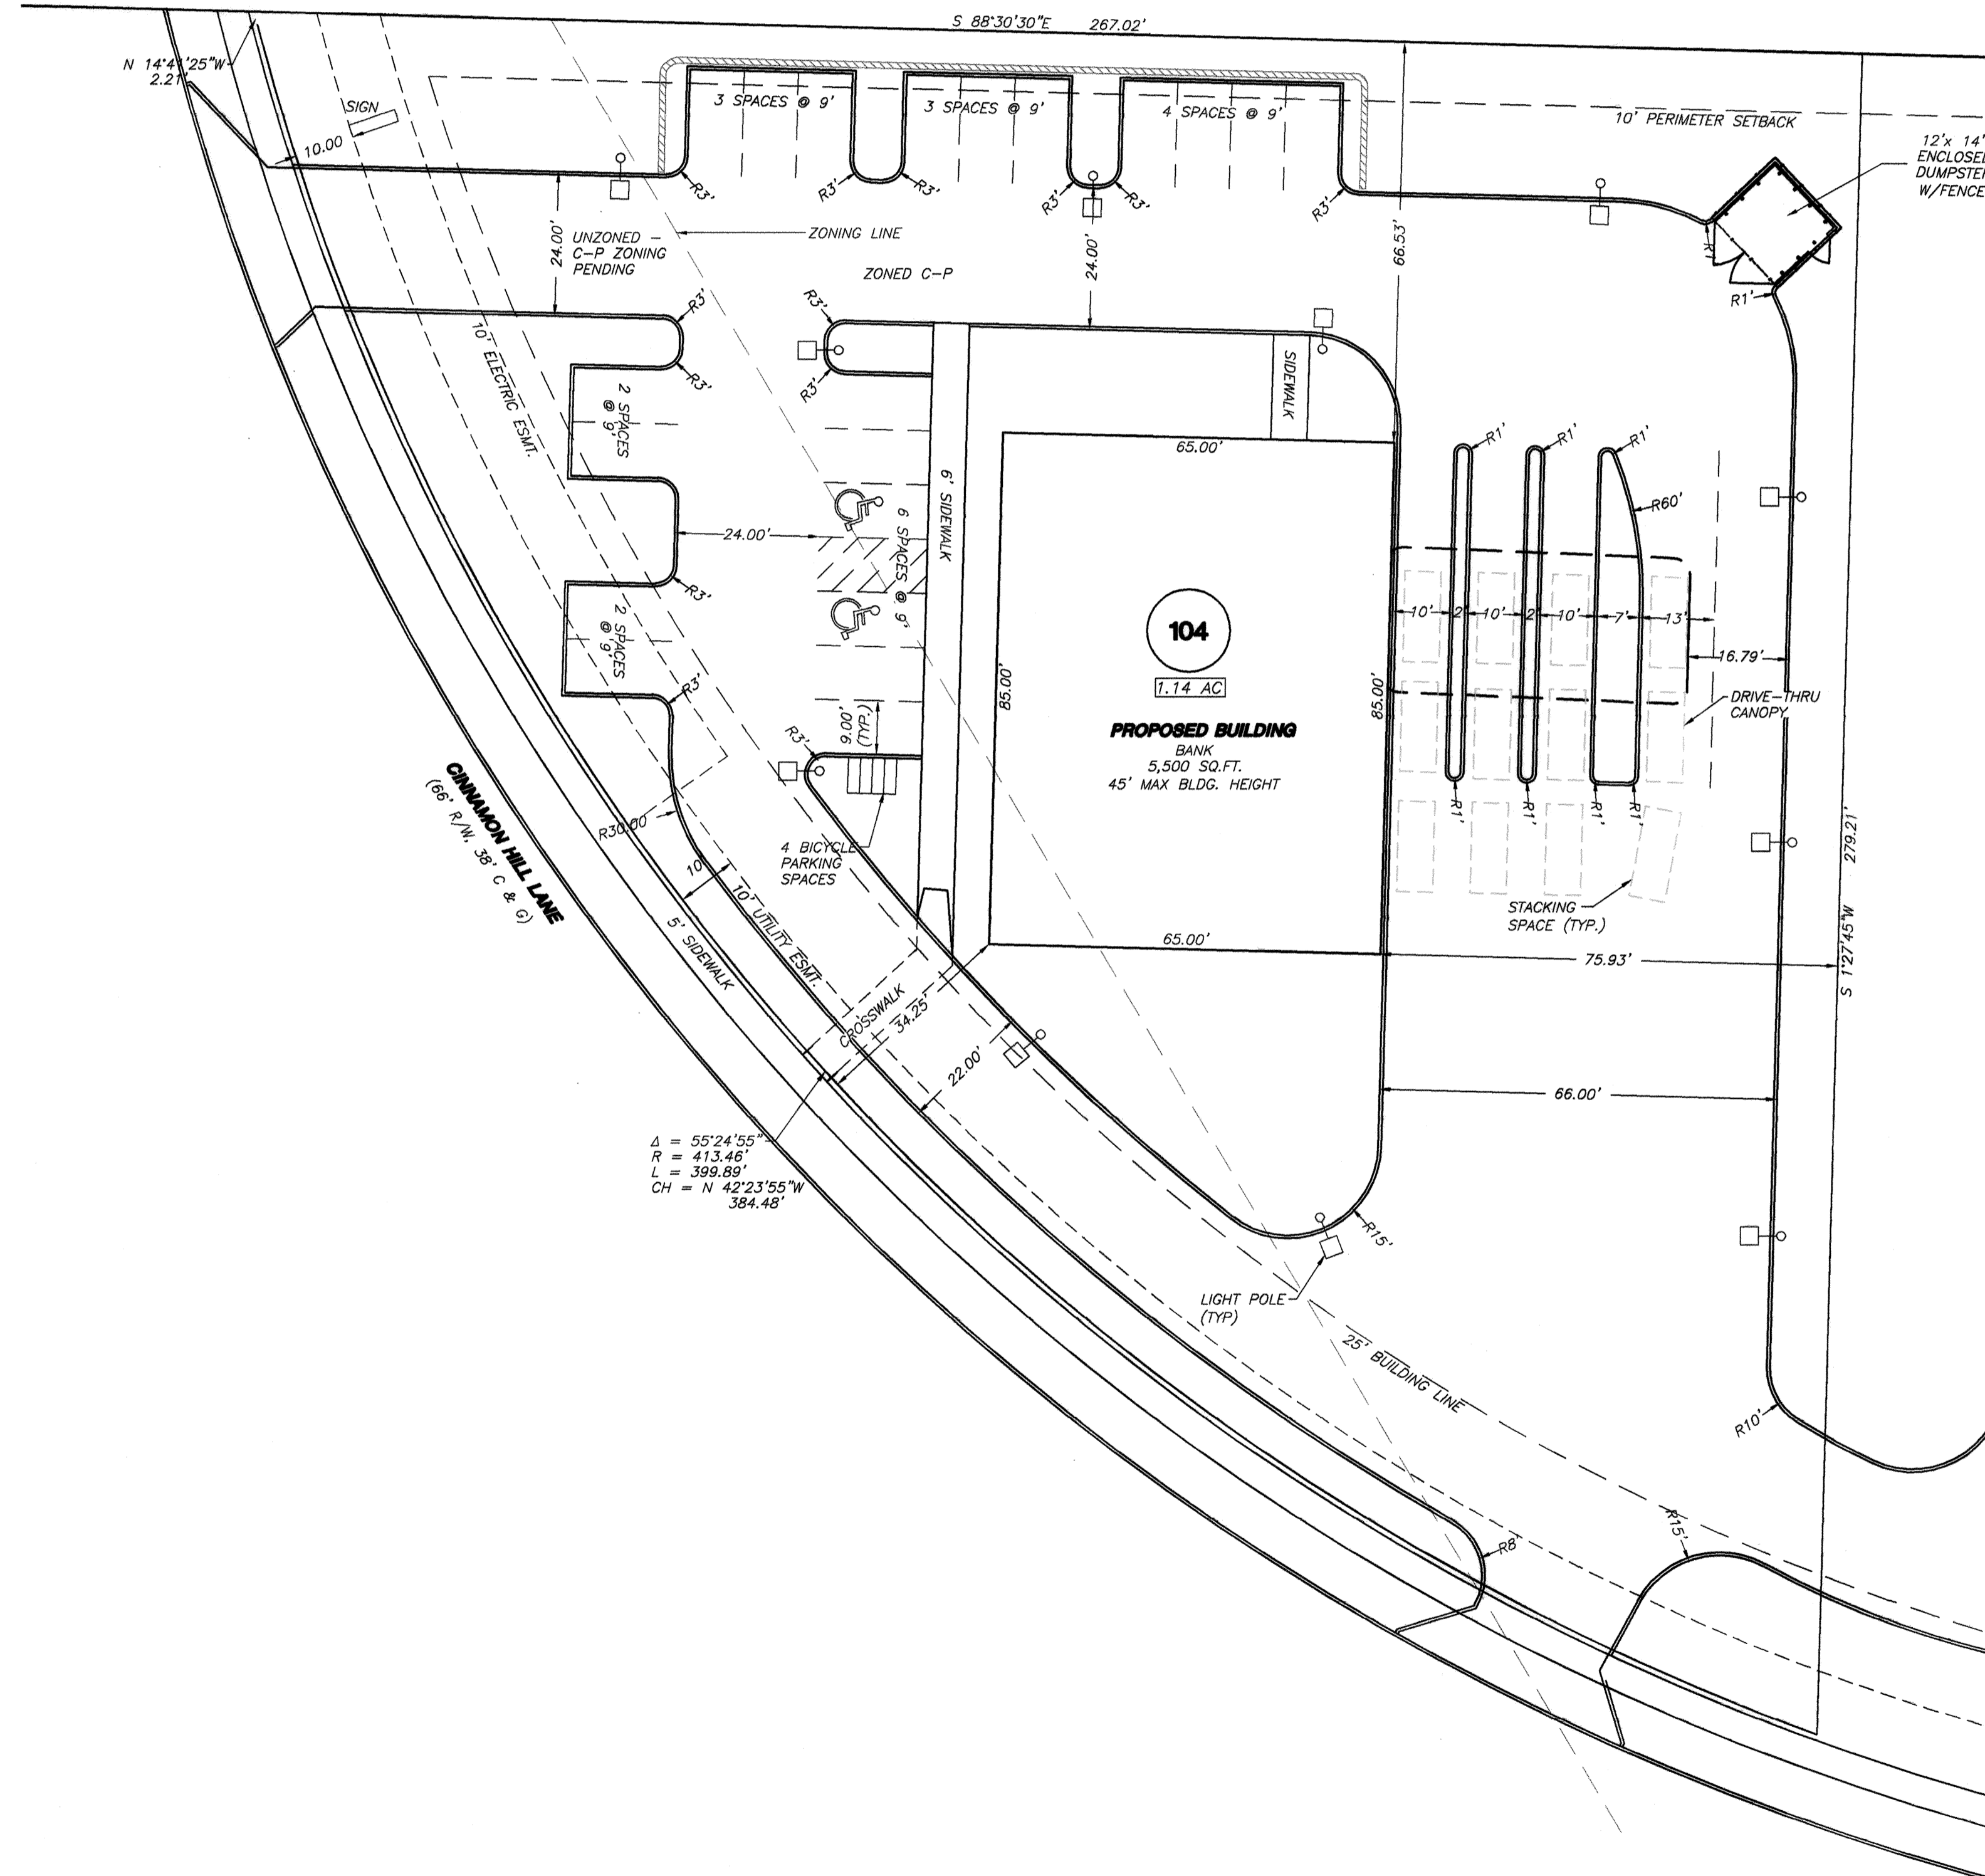 S 88°30'30"E 267.02'
N 14°41'25"W
2.21'
SIGN
10.00
3 SPACES @ 9'
3 SPACES @ 9'
4 SPACES @ 9'
10' PERIMETER SETBACK
12'x 14'
ENCLOSED
DUMPSTER
W/FENCE
R3'
R3'
R3'
R3'
R3'
R3'
R1'
R1'
24.00'
UNZONED -
C-P ZONING
PENDING
ZONING LINE
ZONED C-P
24.00'
66.53'
R3'
R3'
R3'
R3'
10' ELECTRIC ESMT.
2 SPACES
@ 9'
SIDEWALK
65.00'
6' SIDEWALK
6 SPACES @ 9'
24.00'
R3'
2 SPACES
@ 9'
R3'
R1'
R1'
R1'
R60'
10'
2'
10'
2'
10'
7'
13'
16.79'
DRIVE-THRU
CANOPY
104
1.14 AC
PROPOSED BUILDING
BANK
5,500 SQ.FT.
45' MAX BLDG. HEIGHT
85.00'
85.00'
9.00'
(TYP.)
R3'
R1'
R1'
R1'
R1'
CINNAMON HILL LANE
(66' R/W, 38' C & G)
R30.00
4 BICYCLE
PARKING
SPACES
10'
10' UTILITY ESMT.
5' SIDEWALK
STACKING
SPACE (TYP.)
S 1°27'45"W 279.21'
65.00'
75.93'
CROSSWALK
34.25'
22.00'
66.00'
Δ = 55°24'55"
R = 413.46'
L = 399.89'
CH = N 42°23'55"W
384.48'
R15'
LIGHT POLE
(TYP)
25' BUILDING LINE
R10'
R8'
R15'